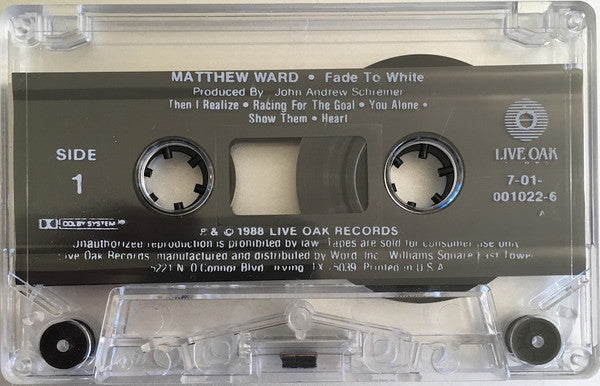 MATTHEW WARD • Fade To White
Produced By John Andrew Schreiner
Then I Realize • Racing For The Goal • You Alone •
Show Them • Heart
SIDE
1
LIVE OAK
7-01-
001022-6
A
DOLBY SYSTEM
℗ & © 1988 LIVE OAK RECORDS
Unauthorized reproduction is prohibited by law. Tapes are sold for consumer use only
Live Oak Records, manufactured and distributed by Word, Inc. Williams Square East Tower
5221 N. O'Connor Blvd. Irving, TX 5039 Printed in U.S.A.